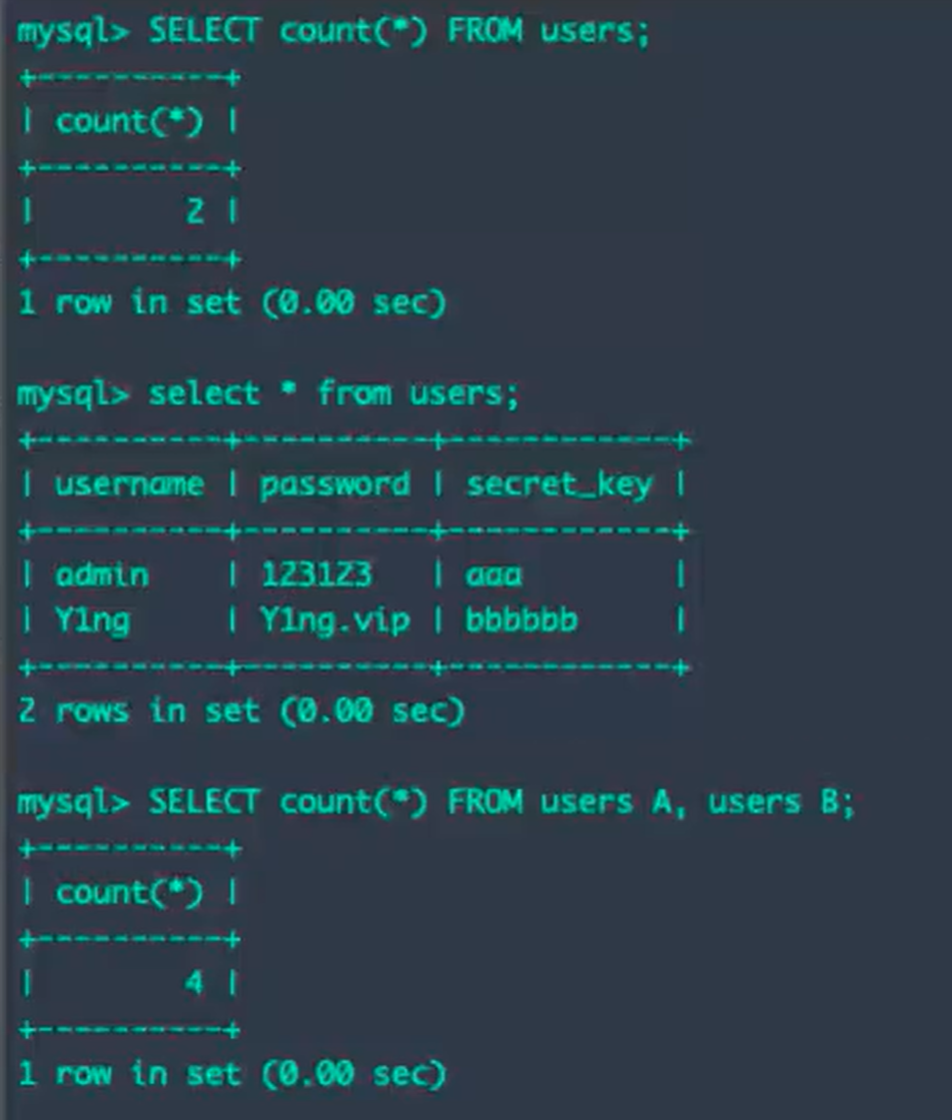 mysql> SELECT count(*) FROM users;
+----------+
| count(*) |
+----------+
|        2 |
+----------+
1 row in set (0.00 sec)
mysql> select * from users;
+----------+----------+------------+
| username | password | secret_key |
+----------+----------+------------+
| admin    | 123123   | aaa        |
| Y1ng     | Y1ng.vip | bbbbbb     |
+----------+----------+------------+
2 rows in set (0.00 sec)
mysql> SELECT count(*) FROM users A, users B;
+----------+
| count(*) |
+----------+
|        4 |
+----------+
1 row in set (0.00 sec)